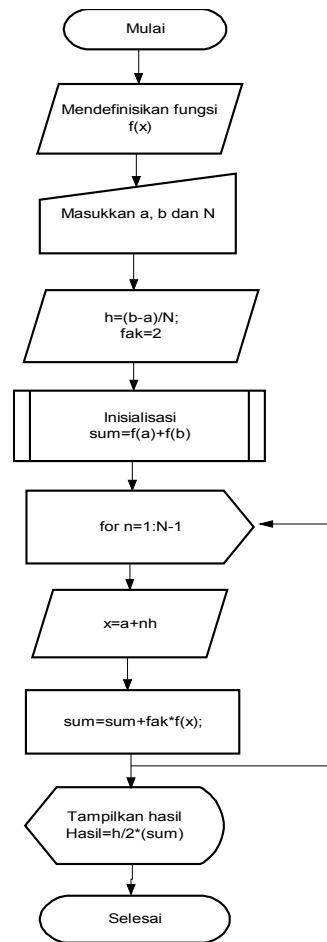 Mulai
Mendefinisikan fungsi
f(x)
Masukkan a, b dan N
h=(b-a)/N;
fak=2
Inisialisasi
sum=f(a)+f(b)
for n=1:N-1
x=a+nh
sum=sum+fak*f(x);
Tampilkan hasil
Hasil=h/2*(sum)
Selesai